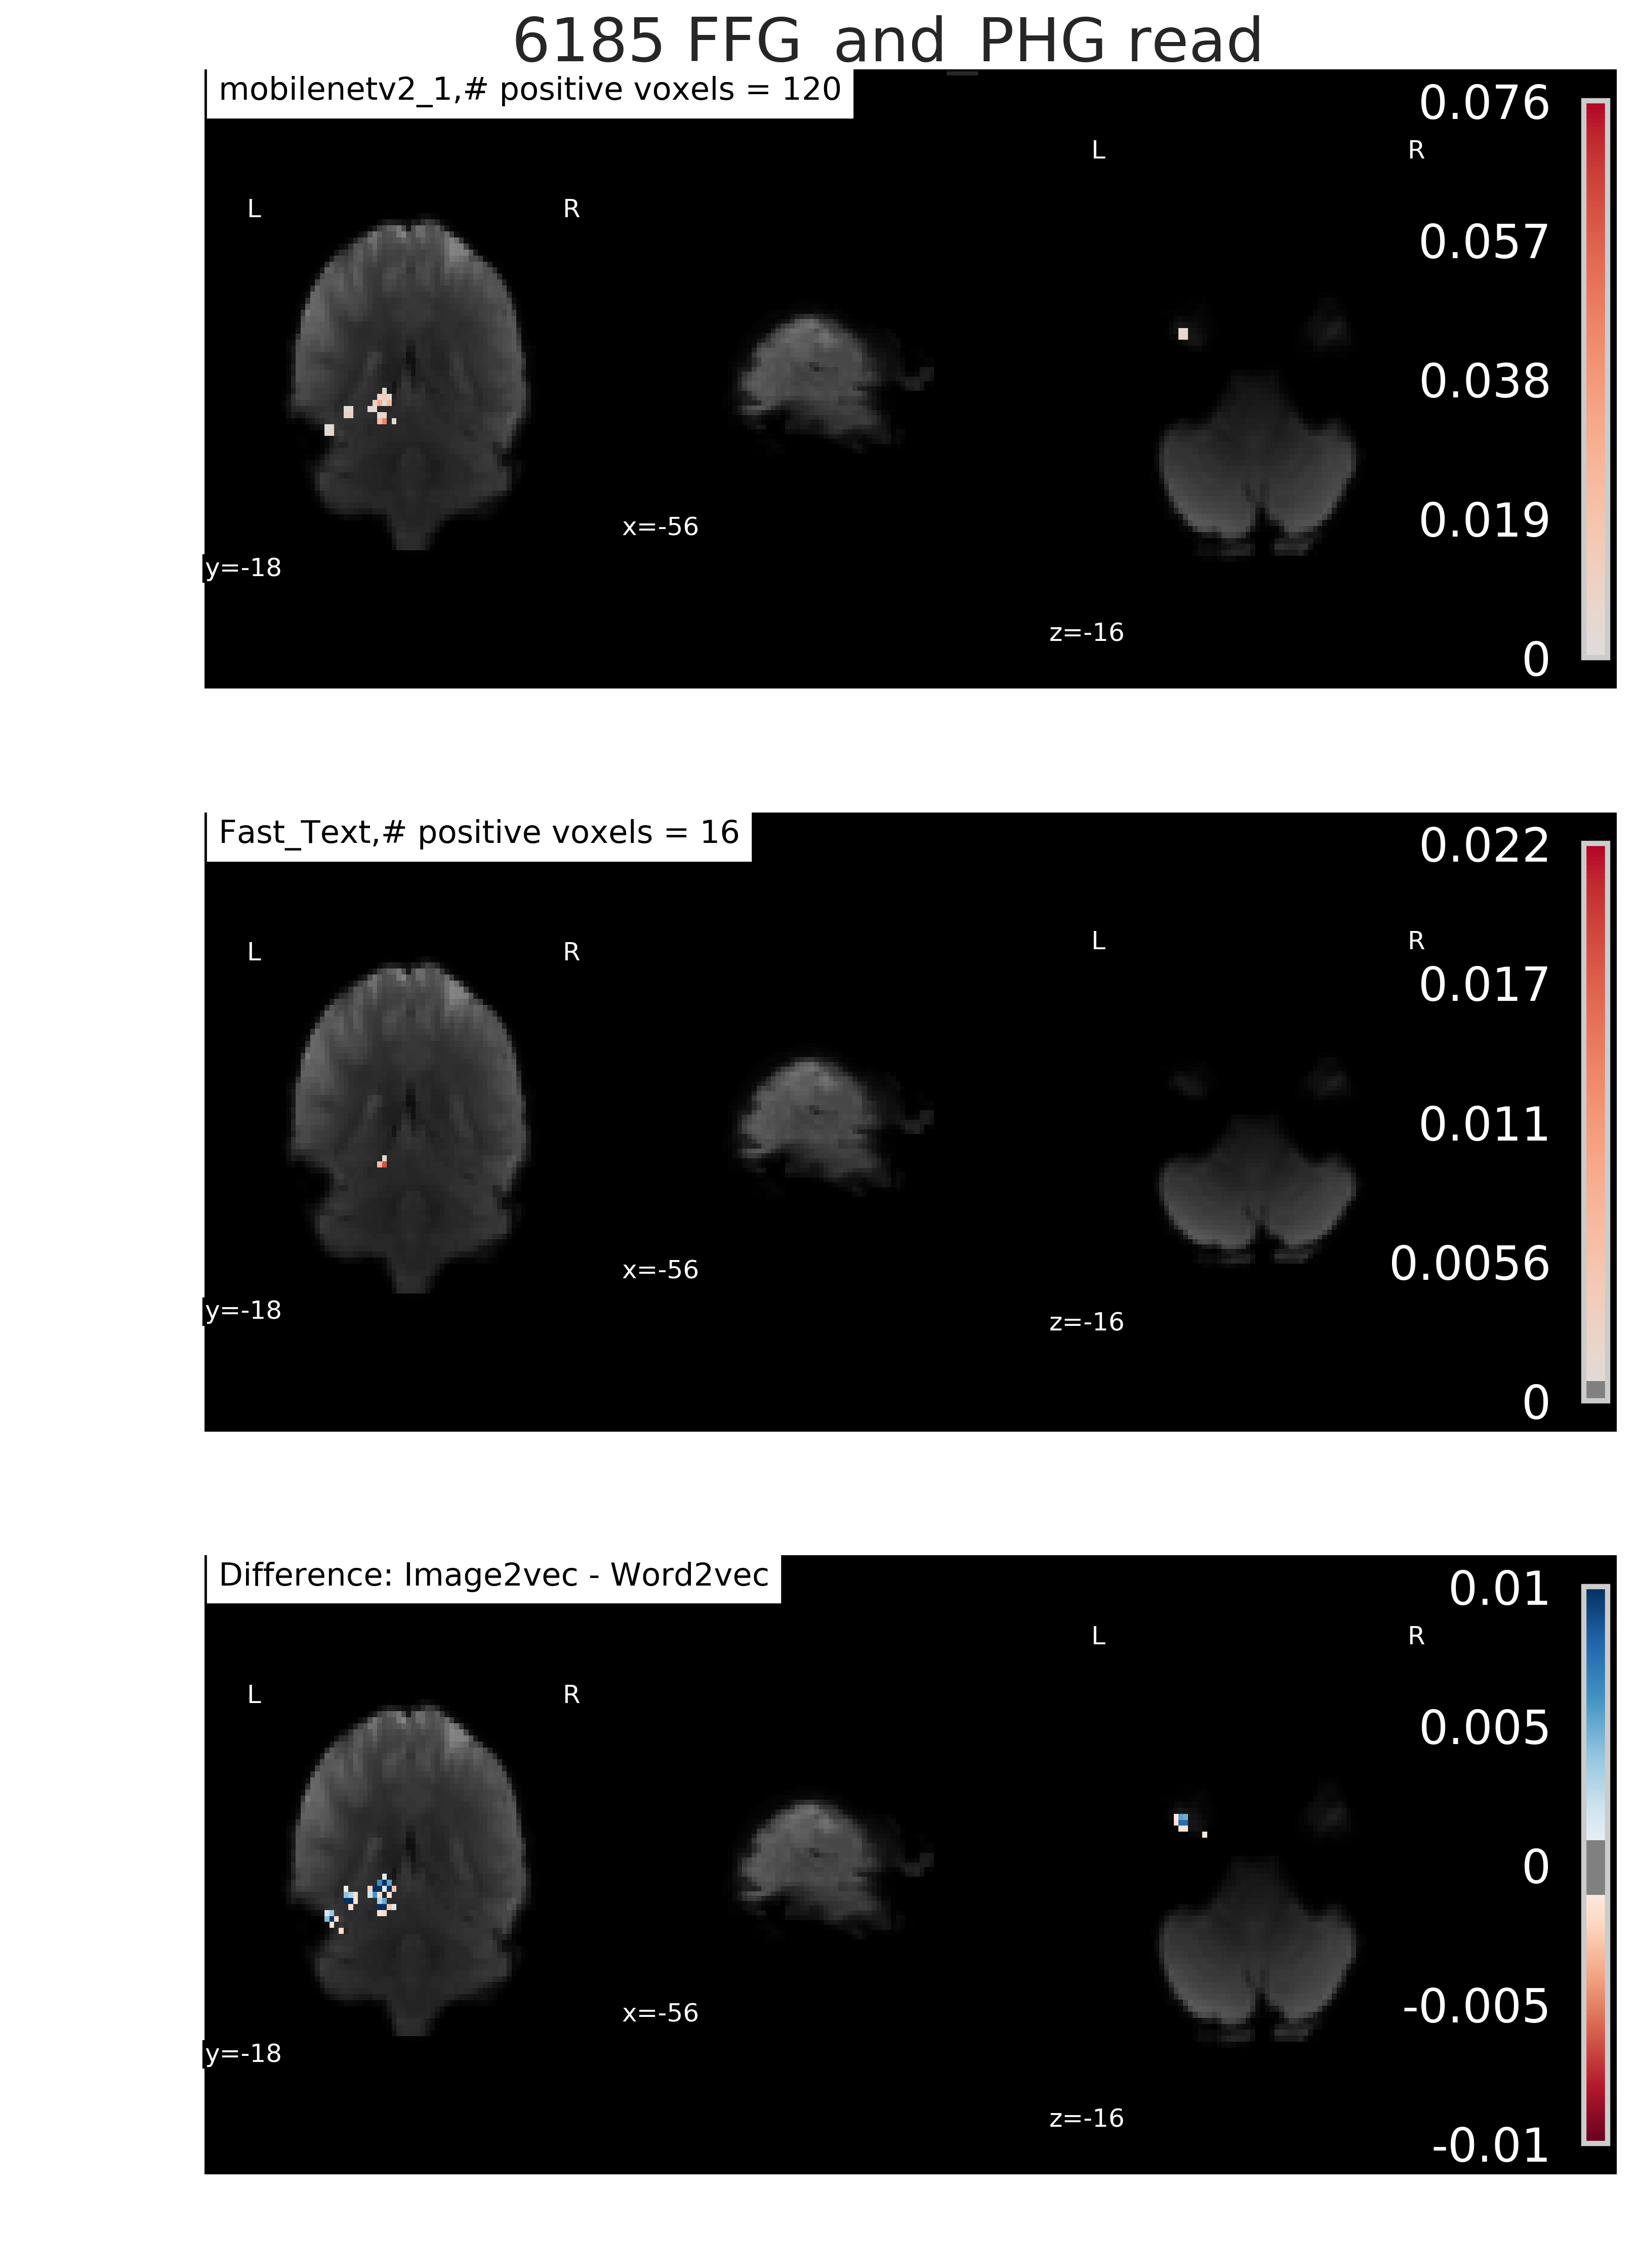 6185 FFG_and_PHG read
mobilenetv2_1,# positive voxels = 120
L R
L R
y=-18
x=-56
z=-16
0.076
0.057
0.038
0.019
0
Fast_Text,# positive voxels = 16
L R
L R
y=-18
x=-56
z=-16
0.022
0.017
0.011
0.0056
0
Difference: Image2vec - Word2vec
L R
L R
y=-18
x=-56
z=-16
0.01
0.005
0
-0.005
-0.01